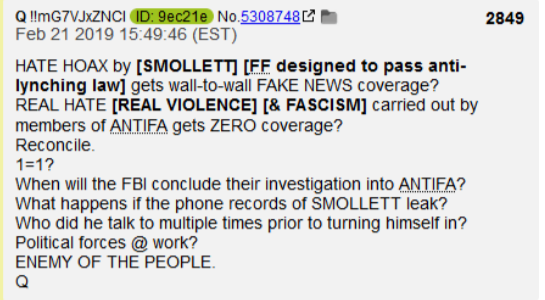 Q !!mG7VJxZNCI ID: 9ec21e No.5308748 2849
Feb 21 2019 15:49:46 (EST)
HATE HOAX by [SMOLLETT] [FF designed to pass anti-
lynching law] gets wall-to-wall FAKE NEWS coverage?
REAL HATE [REAL VIOLENCE] [& FASCISM] carried out by
members of ANTIFA gets ZERO coverage?
Reconcile.
1=1?
When will the FBI conclude their investigation into ANTIFA?
What happens if the phone records of SMOLLETT leak?
Who did he talk to multiple times prior to turning himself in?
Political forces @ work?
ENEMY OF THE PEOPLE.
Q